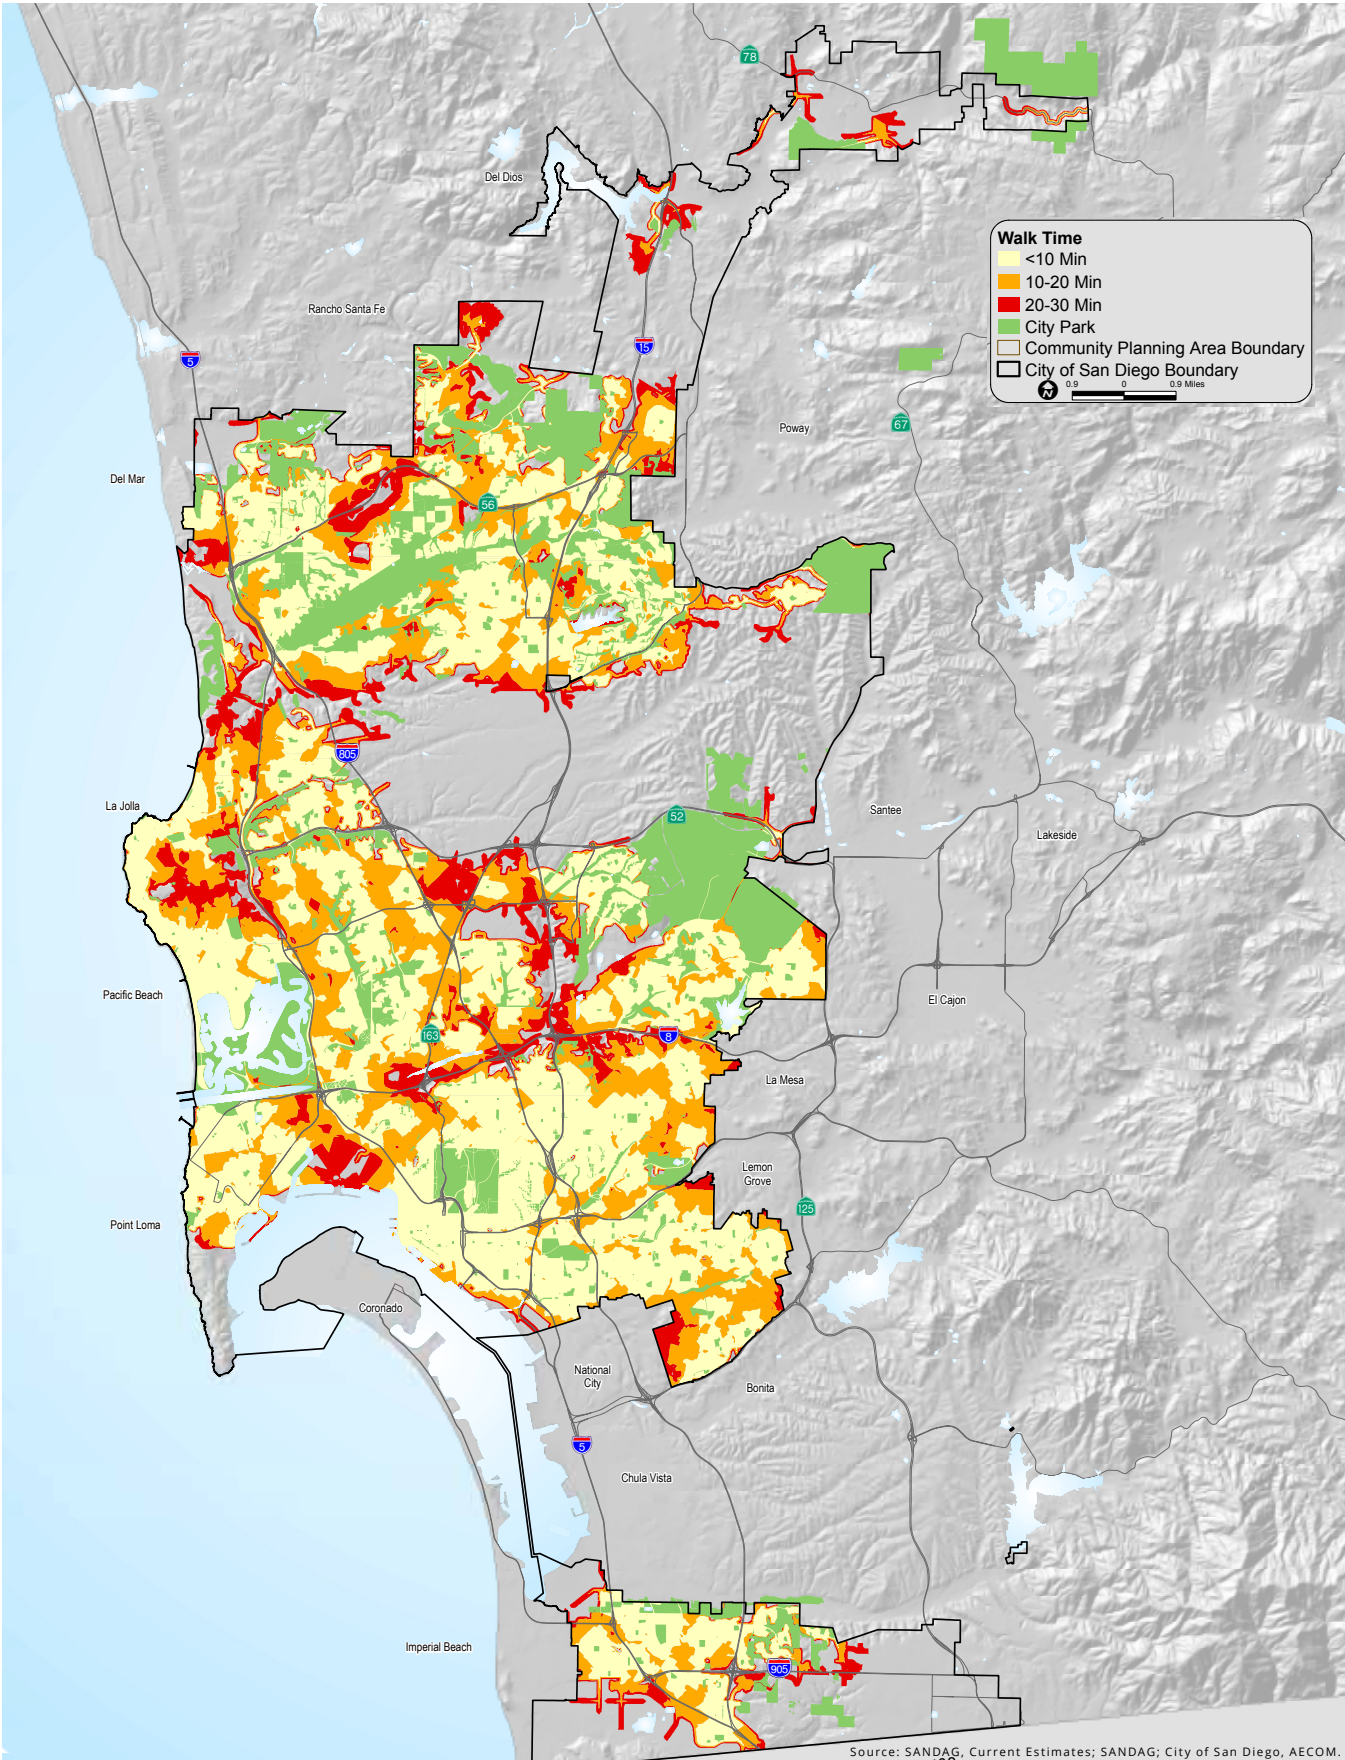 78
Del Dios
Walk Time
<10 Min
10-20 Min
20-30 Min
City Park
Community Planning Area Boundary
City of San Diego Boundary
N
0.9
0
0.9 Miles
Rancho Santa Fe
5
15
67
Poway
Del Mar
56
805
La Jolla
52
Santee
Lakeside
Pacific Beach
El Cajon
163
8
La Mesa
Lemon
Grove
125
Point Loma
Coronado
National
City
Bonita
5
Chula Vista
Imperial Beach
905
Source: SANDAG, Current Estimates; SANDAG; City of San Diego, AECOM.